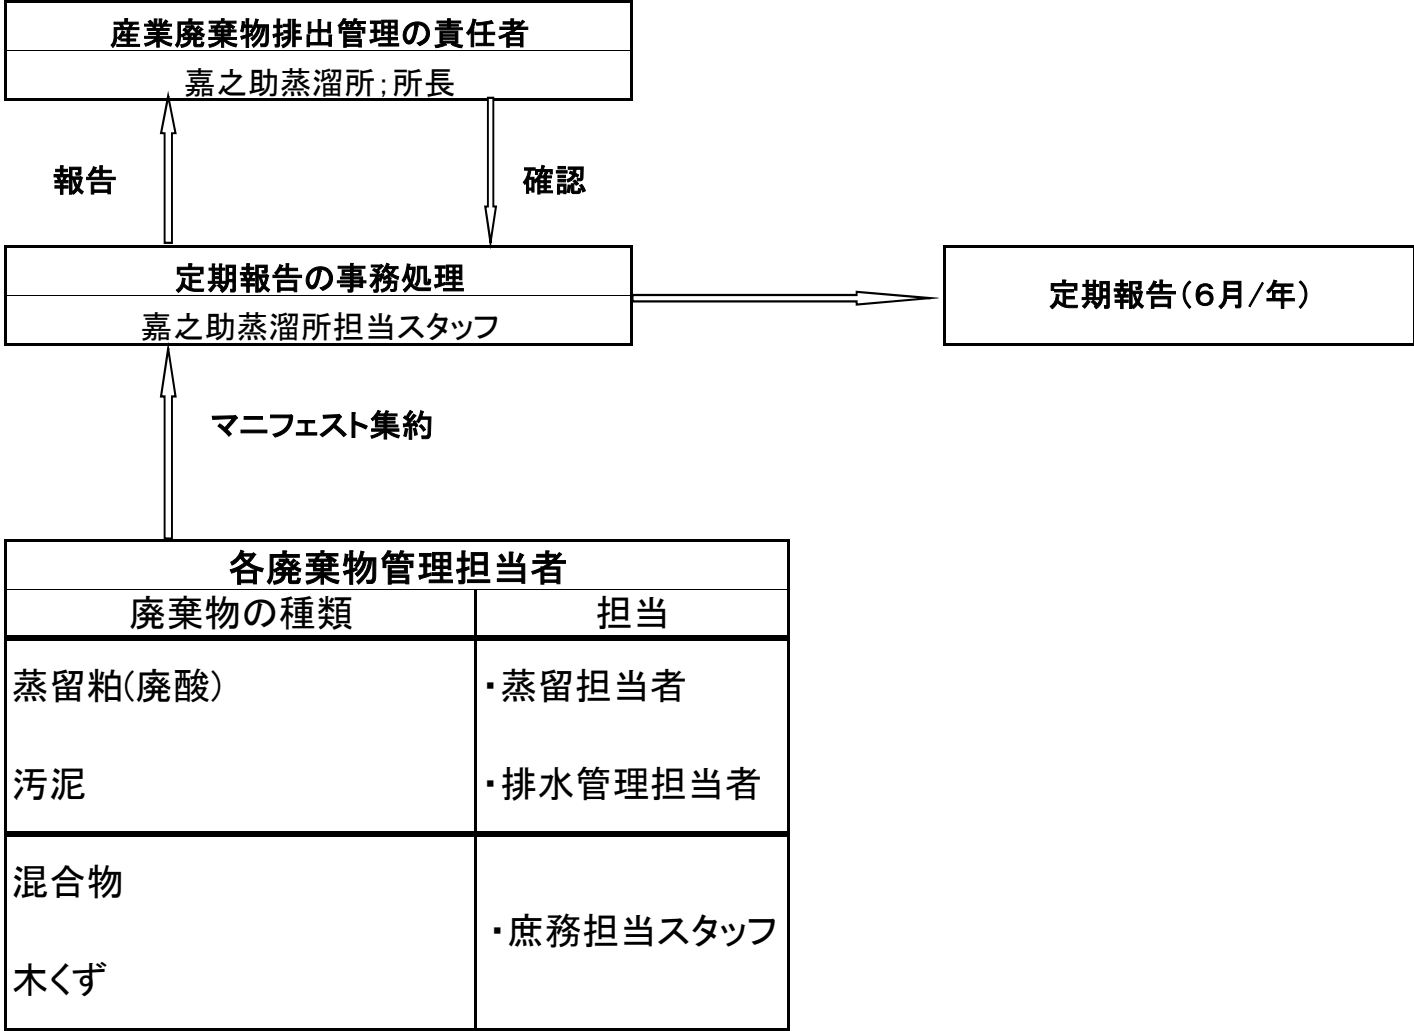 産業廃棄物排出管理の責任者
嘉之助蒸溜所；所長
報告
確認
定期報告の事務処理
嘉之助蒸溜所担当スタッフ
定期報告（６月/年）
マニフェスト集約
各廃棄物管理担当者
廃棄物の種類 担当
蒸留粕(廃酸) ・蒸留担当者
汚泥 ・排水管理担当者
混合物
・庶務担当スタッフ
木くず